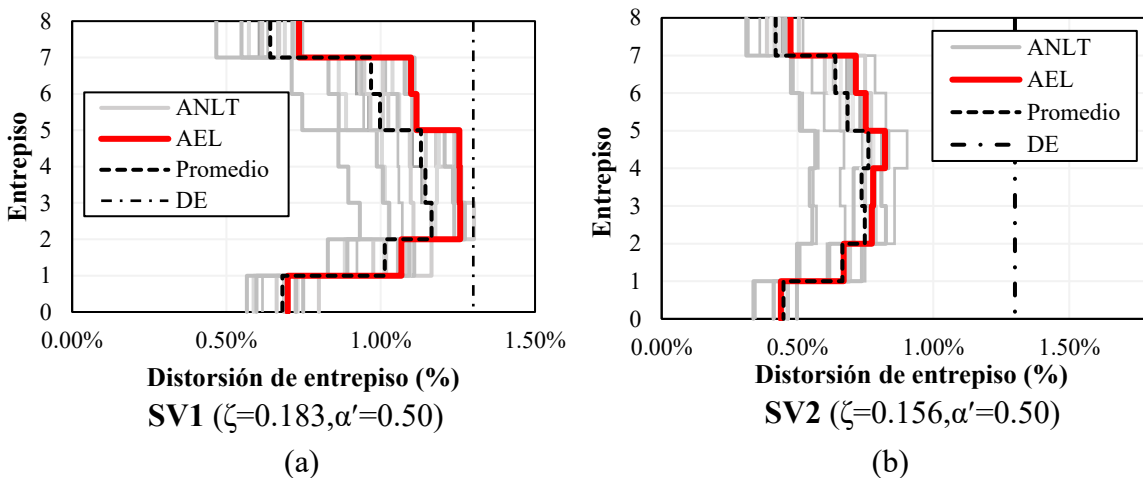 8
7
6
5
4
3
2
1
0
Entrepiso
ANLT
AEL
Promedio
DE
0.00%
0.50%
1.00%
1.50%
Distorsión de entrepiso (%)
SV1 (ζ=0.183,α′=0.50)
(a)
8
7
6
5
4
3
2
1
0
Entrepiso
ANLT
AEL
Promedio
DE
0.00%
0.50%
1.00%
1.50%
Distorsión de entrepiso (%)
SV2 (ζ=0.156,α′=0.50)
(b)